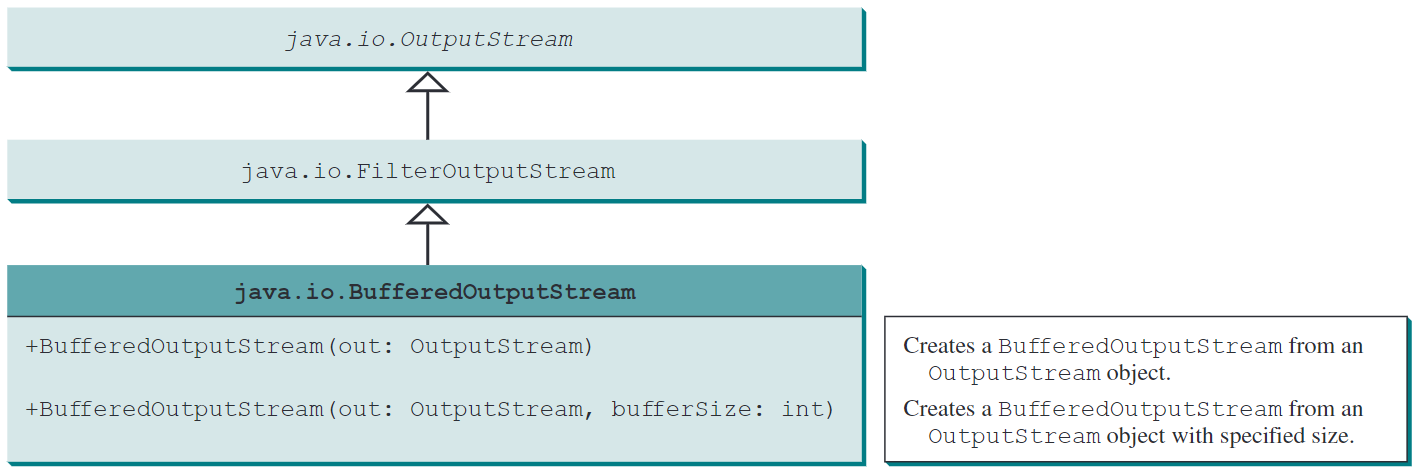 java.io.OutputStream
java.io.FilterOutputStream
java.io.BufferedOutputStream
+BufferedOutputStream(out: OutputStream)
+BufferedOutputStream(out: OutputStream, bufferSize: int)
Creates a BufferedOutputStream from an
OutputStream object.
Creates a BufferedOutputStream from an
OutputStream object with specified size.